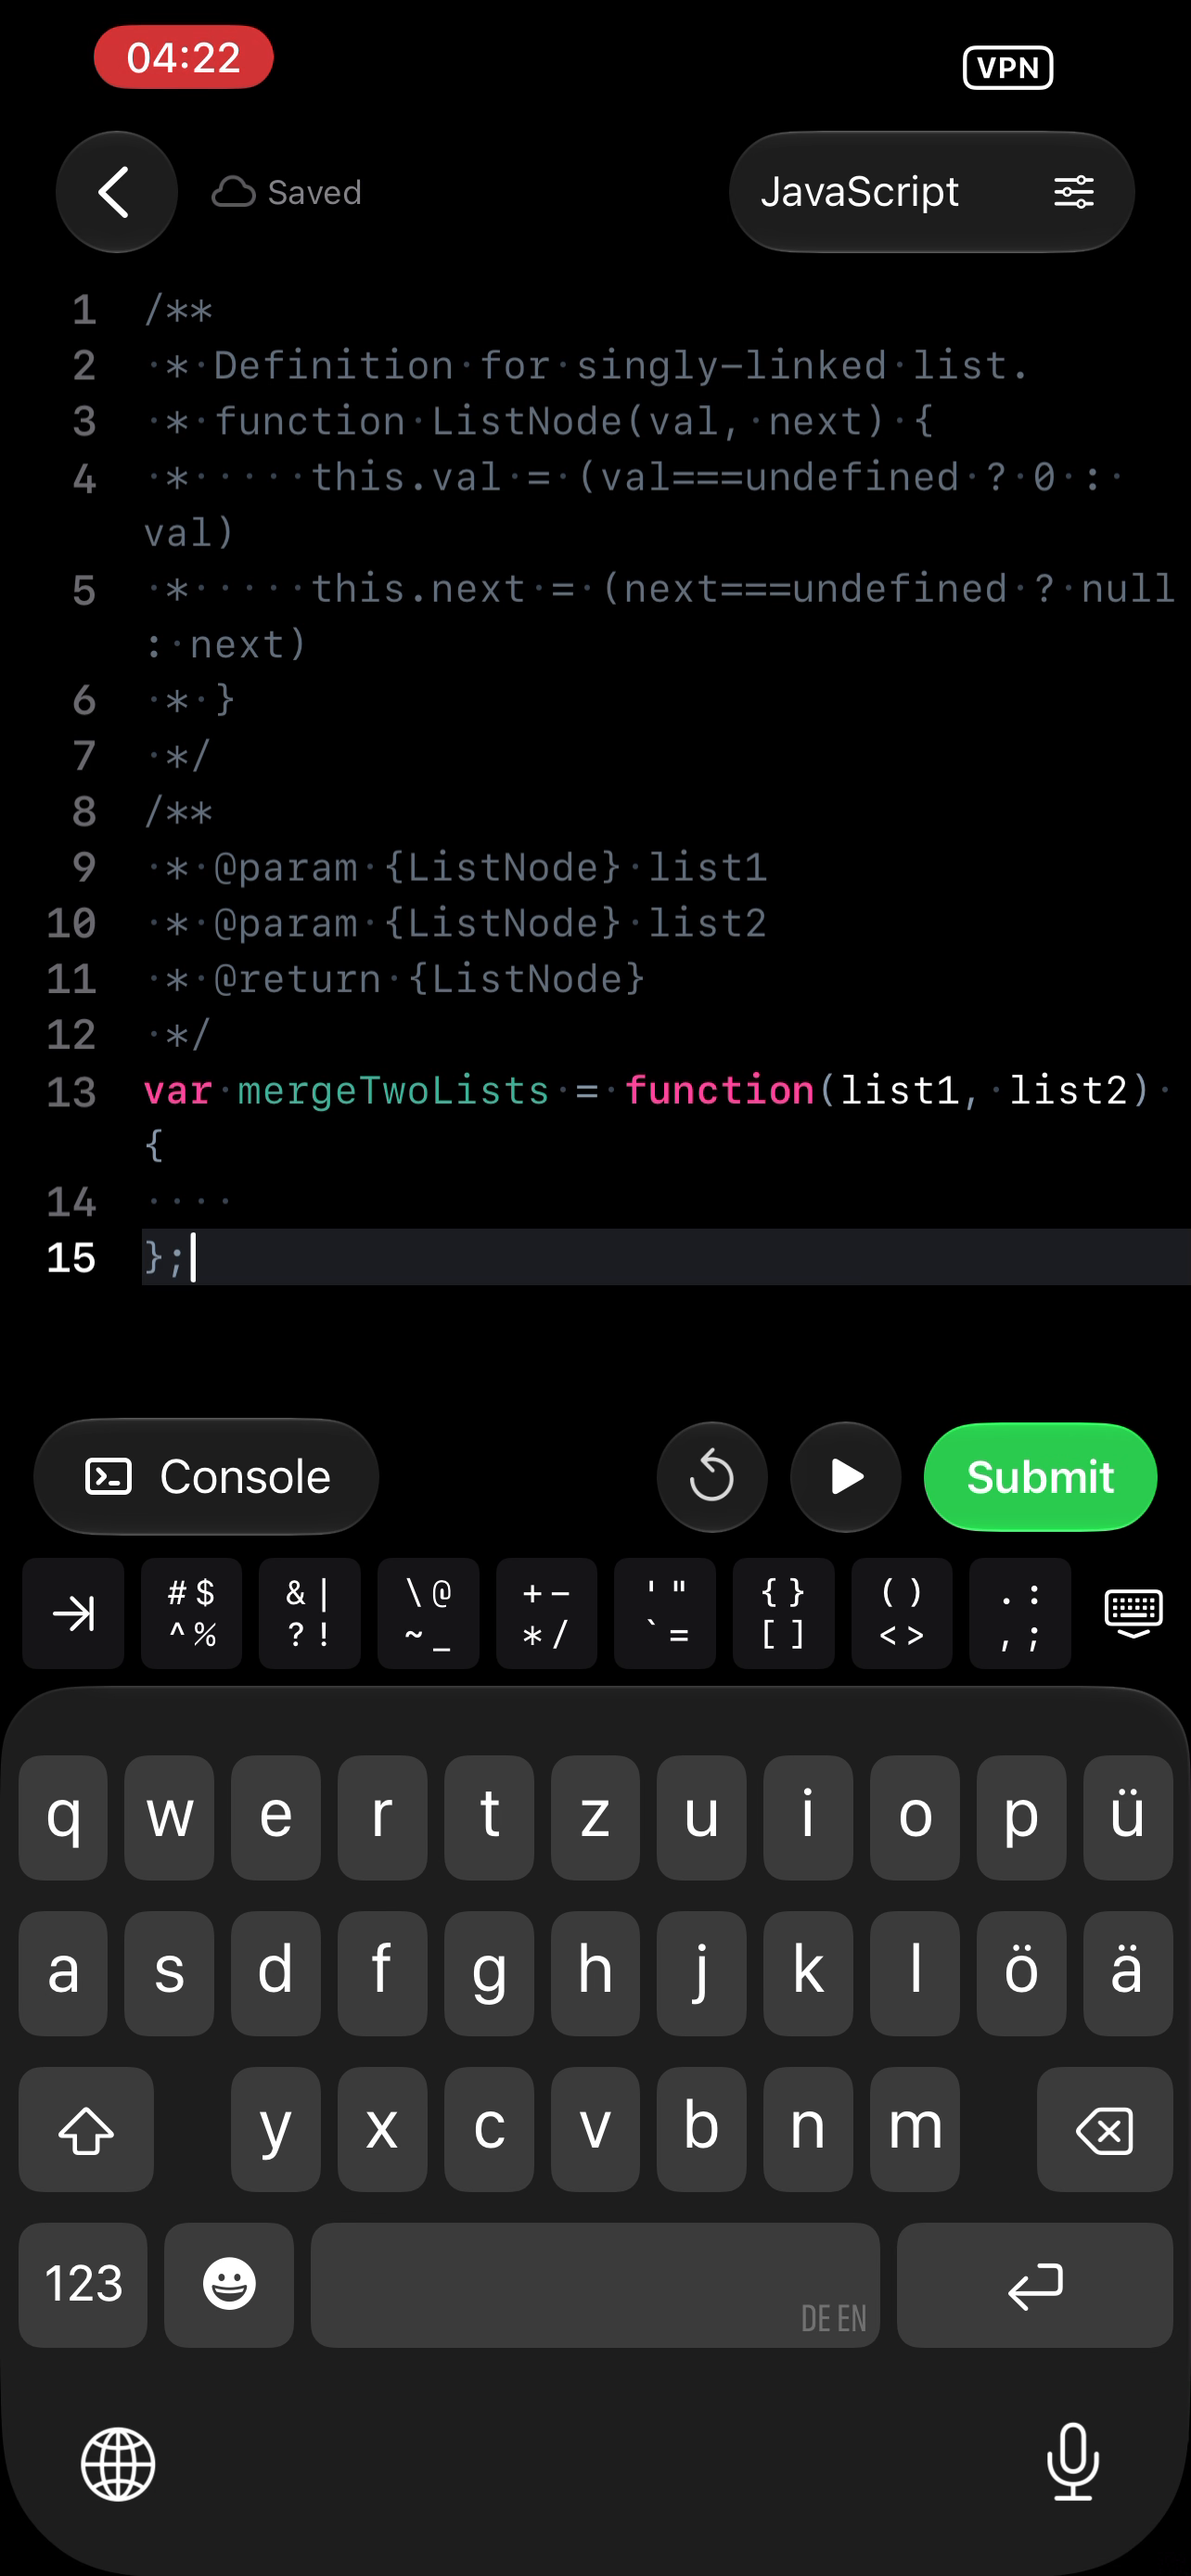 04:22
VPN
Saved
JavaScript
1 /**
2  * Definition for singly-linked list.
3  * function ListNode(val, next) {
4  *     this.val = (val===undefined ? 0 :
val)
5  *     this.next = (next===undefined ? null
: next)
6  * }
7  */
8 /**
9  * @param {ListNode} list1
10  * @param {ListNode} list2
11  * @return {ListNode}
12  */
13 var mergeTwoLists = function(list1, list2)
{
14
15 };
Console
Submit
# $ & | \ @ + - ' " { } ( ) . :
^ % ? ! ~ _ * / ` = [ ] < > , ;
q w e r t z u i o p ü
a s d f g h j k l ö ä
y x c v b n m
123
DE EN